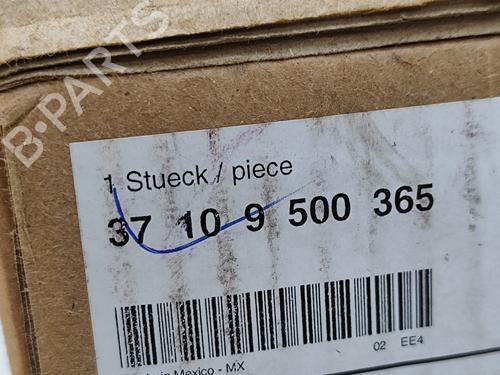 B-PARTS
1 Stueck / piece
37 10 9 500 365
02 EE4
in Mexico - MX